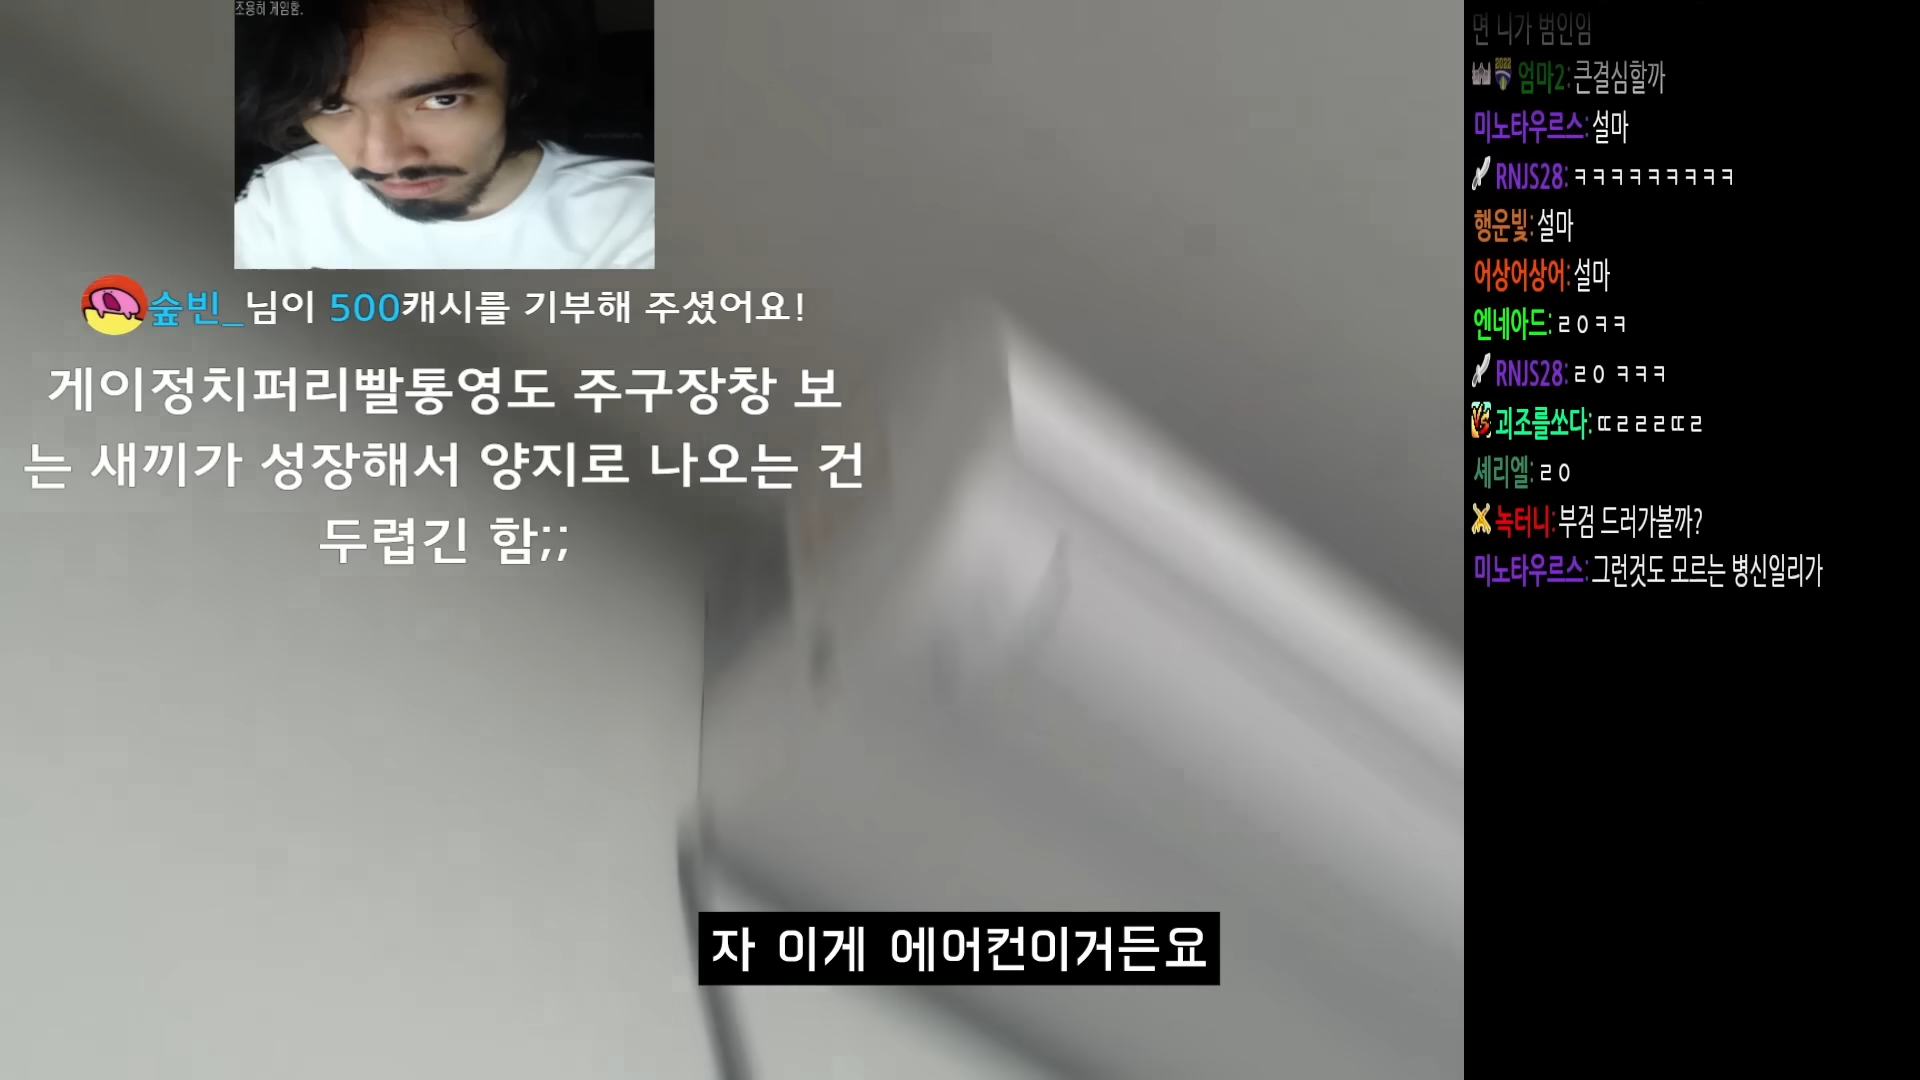 조용히 게임함.
숲빈_님이 500캐시를 기부해 주셨어요!
게이정치퍼리빨통영도 주구장창 보
는 새끼가 성장해서 양지로 나오는 건
두렵긴 함;;
자 이게 에어컨이거든요
면 니가 범인임
엄마2: 큰결심할까
미노타우르스: 설마
RNJS28: ㅋㅋㅋㅋㅋㅋㅋㅋㅋ
행운빛: 설마
어상어상어: 설마
엔네아드: ㄹㅇㅋㅋ
RNJS28: ㄹㅇ ㅋㅋㅋ
괴조를쏘다: ㄸㄹㄹㄹㄸㄹ
셰리엘: ㄹㅇ
녹터니: 부검 드러가볼까?
미노타우르스: 그런것도 모르는 병신일리가